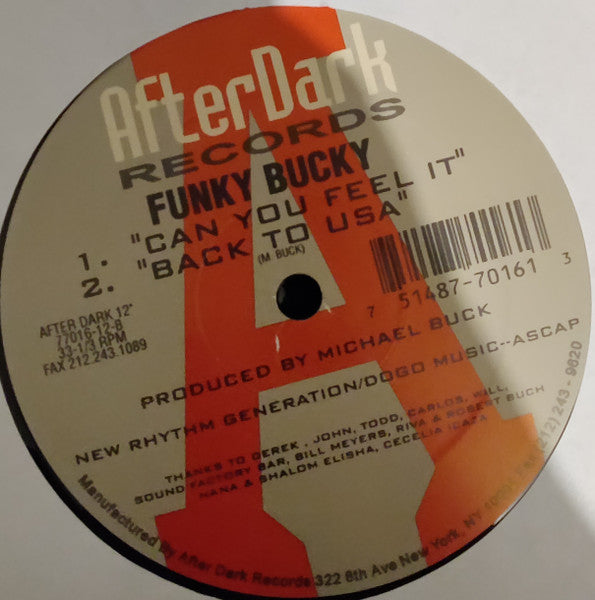 AfterDark
RECORDS
FUNKY BUCKY
1. "CAN YOU FEEL IT"
2. "BACK TO USA"
(M. BUCK)
AFTER DARK 12"
77016-12-B
33-1/3 RPM
FAX 212.243.1089
7 51487-70161 3
PRODUCED BY MICHAEL BUCK
NEW RHYTHM GENERATION/DOGO MUSIC--ASCAP
THANKS TO DEREK, JOHN, TODD, CARLOS, WILL,
SOUND FACTORY BAR, BILL MEYERS, RIVA & ROBERT BUCH
NANA & SHALOM ELISHA, CECELIA
Manufactured By After Dark Records 322 8th Ave New York, NY (212) 243 - 9620